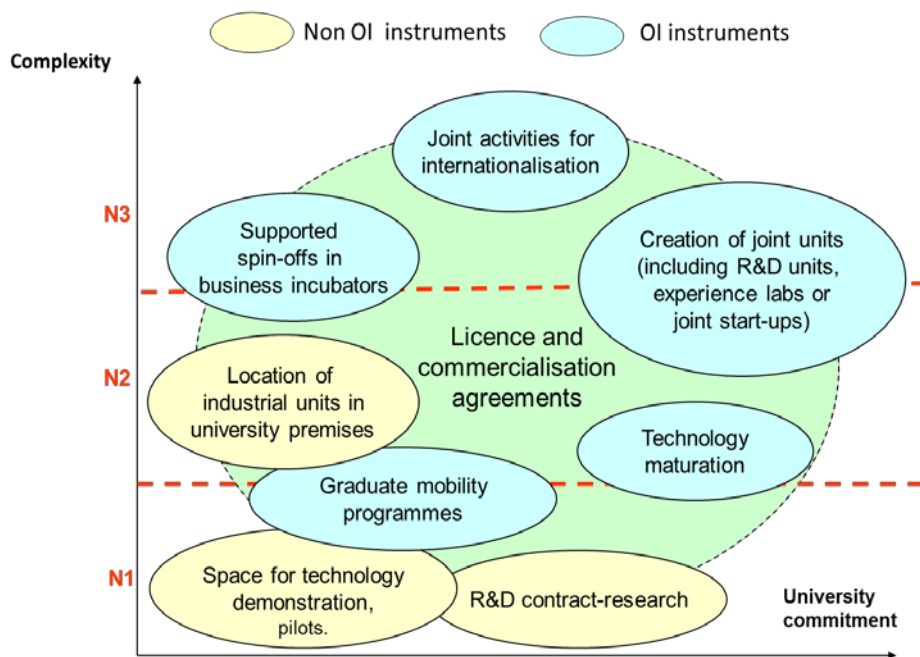 Non OI instruments
OI instruments
Complexity
Joint activities for
internationalisation
N3
Supported
spin-offs in
business incubators
Creation of joint units
(including R&D units,
experience labs or
joint start-ups)
Licence and
commercialisation
agreements
N2
Location of
industrial units in
university premises
Technology
maturation
Graduate mobility
programmes
N1
Space for technology
demonstration,
pilots.
R&D contract-research
University
commitment